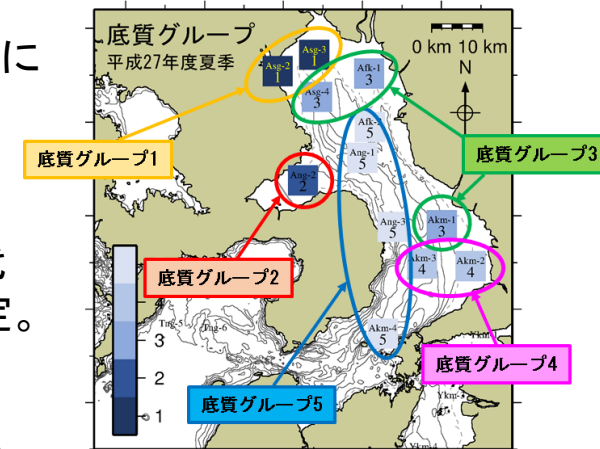 底質グループ
平成27年度夏季
0 km 10 km
N
に
Asg-3
1
Asg-2
1
Afk-1
3
Asg-4
3
底質グループ1
底質グループ3
5
Ang-1
5
Ang-2
2
Ang-3
5
Akm-1
3
Akm-3
4
Akm-2
4
底質グループ2
定。
Tng-5
Tng-6
Akm-4
5
3
2
1
底質グループ4
底質グループ5